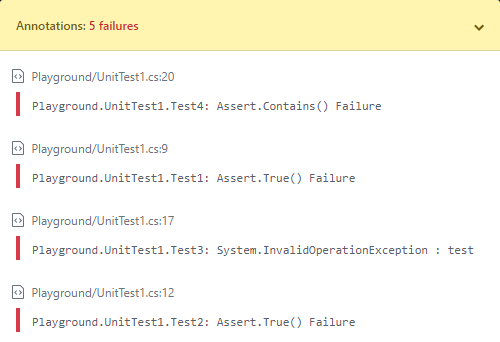 Annotations: 5 failures
Playground/UnitTest1.cs:20
Playground.UnitTest1.Test4: Assert.Contains() Failure
Playground/UnitTest1.cs:9
Playground.UnitTest1.Test1: Assert.True() Failure
Playground/UnitTest1.cs:17
Playground.UnitTest1.Test3: System.InvalidOperationException : test
Playground/UnitTest1.cs:12
Playground.UnitTest1.Test2: Assert.True() Failure